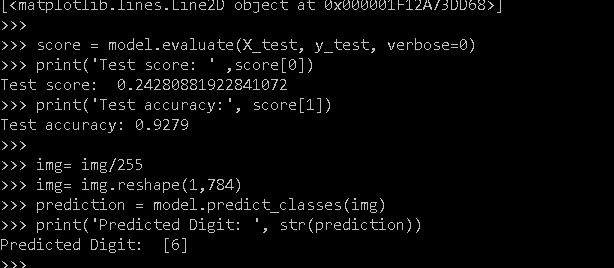 [<matplotlib.lines.Line2D object at 0x000001F12A73DD68>]
>>>
>>> score = model.evaluate(X_test, y_test, verbose=0)
>>> print('Test score: ' ,score[0])
Test score:  0.24280881922841072
>>> print('Test accuracy:', score[1])
Test accuracy: 0.9279
>>>
>>> img= img/255
>>> img= img.reshape(1,784)
>>> prediction = model.predict_classes(img)
>>> print('Predicted Digit: ', str(prediction))
Predicted Digit:  [6]
>>>